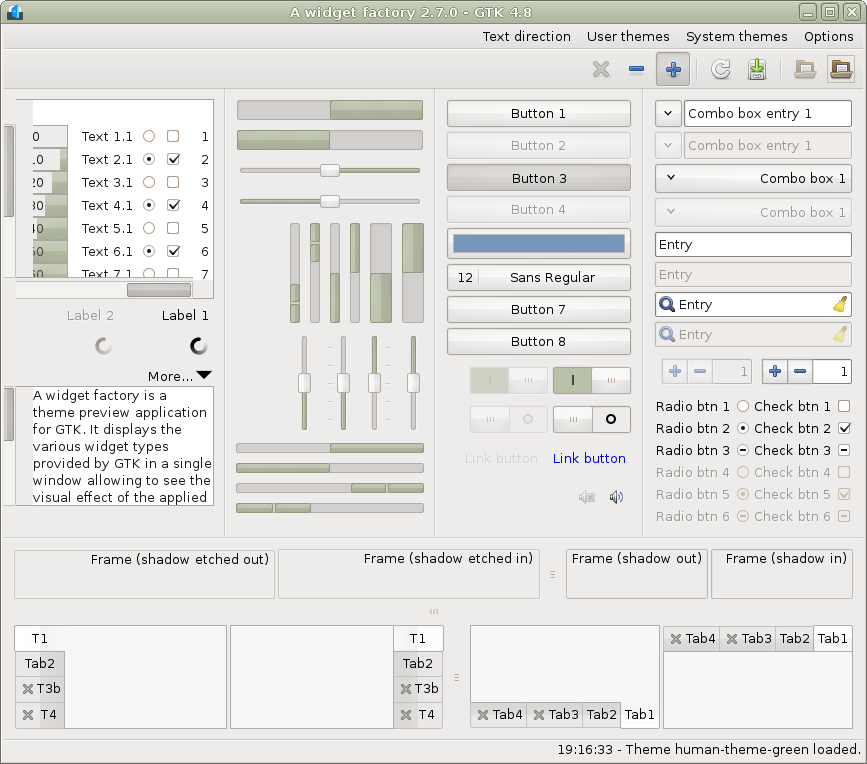 A widget factory 2.7.0 - GTK 4.8
Text direction User themes System themes Options
0 Text 1.1 1
10 Text 2.1 2
20 Text 3.1 3
30 Text 4.1 4
40 Text 5.1 5
50 Text 6.1 6
60 Text 7.1 7
Label 2 Label 1
More...
A widget factory is a
theme preview application
for GTK. It displays the
various widget types
provided by GTK in a single
window allowing to see the
visual effect of the applied
Button 1
Button 2
Button 3
Button 4
12 Sans Regular
Button 7
Button 8
Link button Link button
Combo box entry 1
Combo box entry 1
Combo box 1
Combo box 1
Entry
Entry
Entry
Entry
1 1
Radio btn 1 Check btn 1
Radio btn 2 Check btn 2
Radio btn 3 Check btn 3
Radio btn 4 Check btn 4
Radio btn 5 Check btn 5
Radio btn 6 Check btn 6
Frame (shadow etched out) Frame (shadow etched in) Frame (shadow out) Frame (shadow in)
T1
Tab2
T3b
T4
T1
Tab2
T3b
T4
Tab4 Tab3 Tab2 Tab1
Tab4 Tab3 Tab2 Tab1
19:16:33 - Theme human-theme-green loaded.